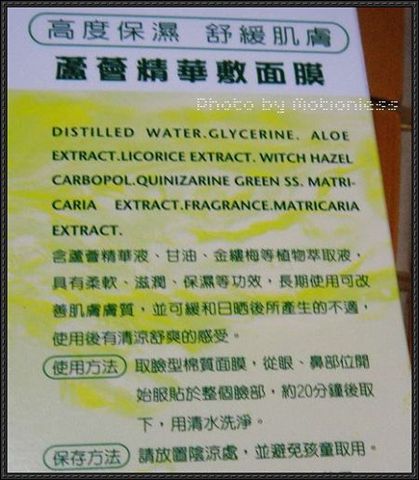 高度保濕 舒緩肌膚
蘆薈精華敷面膜
Photo by Motionless
DISTILLED WATER.GLYCERINE. ALOE
EXTRACT.LICORICE EXTRACT. WITCH HAZEL
CARBOPOL.QUINIZARINE GREEN SS. MATRI-
CARIA EXTRACT.FRAGRANCE.MATRICARIA
EXTRACT.
含蘆薈精華液、甘油、金縷梅等植物萃取液，
具有柔軟、滋潤、保濕等功效，長期使用可改
善肌膚膚質，並可緩和日晒後所產生的不適，
使用後有清涼舒爽的感受。
使用方法 取臉型棉質面膜，從眼、鼻部位開
始服貼於整個臉部，約20分鐘後取
下，用清水洗淨。
保存方法 請放置陰涼處，並避免孩童取用。